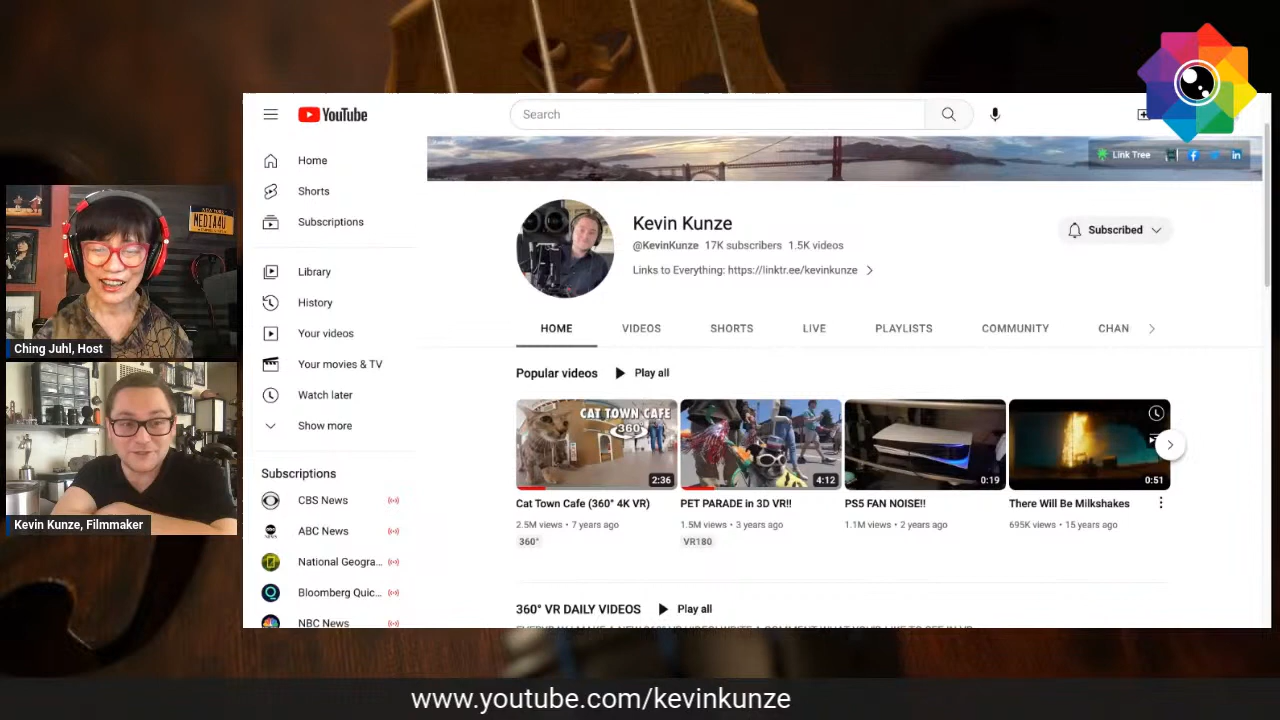 YouTube
Search
Link Tree
Home
Shorts
Subscriptions
Library
History
Your videos
Your movies & TV
Watch later
Show more
Subscriptions
CBS News
ABC News
National Geogra...
Bloomberg Quic...
NBC News
Kevin Kunze
@KevinKunze 17K subscribers 1.5K videos
Links to Everything: https://linktr.ee/kevinkunze
Subscribed
HOME VIDEOS SHORTS LIVE PLAYLISTS COMMUNITY CHAN
Popular videos Play all
CAT TOWN CAFE
360
2:36
4:12
0:19
0:51
Cat Town Cafe (360° 4K VR)
2.5M views • 7 years ago
360°
PET PARADE in 3D VR!!
1.5M views • 3 years ago
VR180
PS5 FAN NOISE!!
1.1M views • 2 years ago
There Will Be Milkshakes
695K views • 15 years ago
360° VR DAILY VIDEOS Play all
MEDIA4U
Ching Juhl, Host
Kevin Kunze, Filmmaker
www.youtube.com/kevinkunze